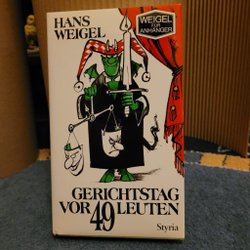 HANS
WEIGEL
WEIGEL
FÜR
ANHÄNGER
GERICHTSTAG
VOR 49 LEUTEN
Styria